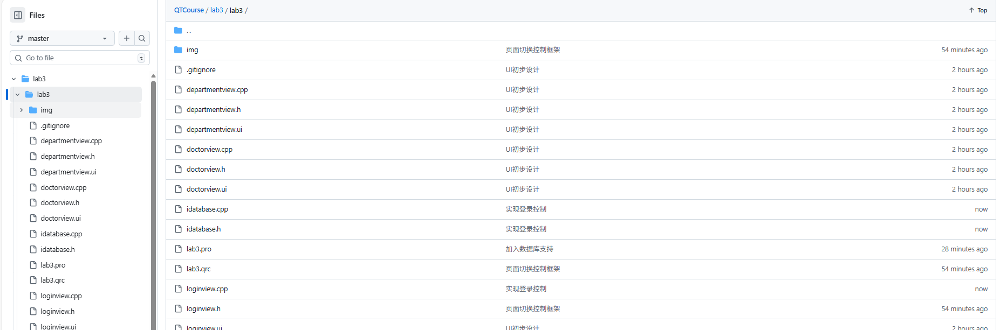 Files
master
Go to file
t
lab3
lab3
img
.gitignore
departmentview.cpp
departmentview.h
departmentview.ui
doctorview.cpp
doctorview.h
doctorview.ui
idatabase.cpp
idatabase.h
lab3.pro
lab3.qrc
loginview.cpp
loginview.h
loginview.ui
QTCourse / lab3 / lab3 /
Top
..
img 页面切换控制框架 54 minutes ago
.gitignore UI初步设计 2 hours ago
departmentview.cpp UI初步设计 2 hours ago
departmentview.h UI初步设计 2 hours ago
departmentview.ui UI初步设计 2 hours ago
doctorview.cpp UI初步设计 2 hours ago
doctorview.h UI初步设计 2 hours ago
doctorview.ui UI初步设计 2 hours ago
idatabase.cpp 实现登录控制 now
idatabase.h 实现登录控制 now
lab3.pro 加入数据库支持 28 minutes ago
lab3.qrc 页面切换控制框架 54 minutes ago
loginview.cpp 实现登录控制 now
loginview.h 页面切换控制框架 54 minutes ago
loginview.ui UI初步设计 2 hours ago